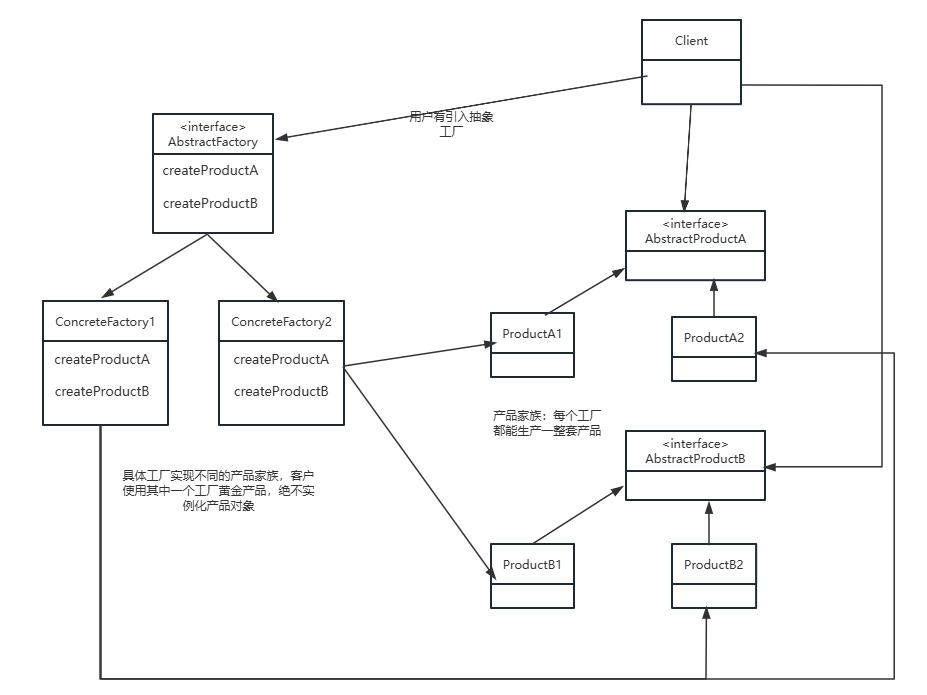 Client
用户有引入抽象
工厂
<interface>
AbstractFactory
createProductA
createProductB
<interface>
AbstractProductA
ConcreteFactory1
createProductA
createProductB
ConcreteFactory2
createProductA
createProductB
ProductA1
ProductA2
产品家族：每个工厂
都能生产一整套产品
<interface>
AbstractProductB
具体工厂实现不同的产品家族，客户
使用其中一个工厂黄金产品，绝不实
例化产品对象
ProductB1
ProductB2